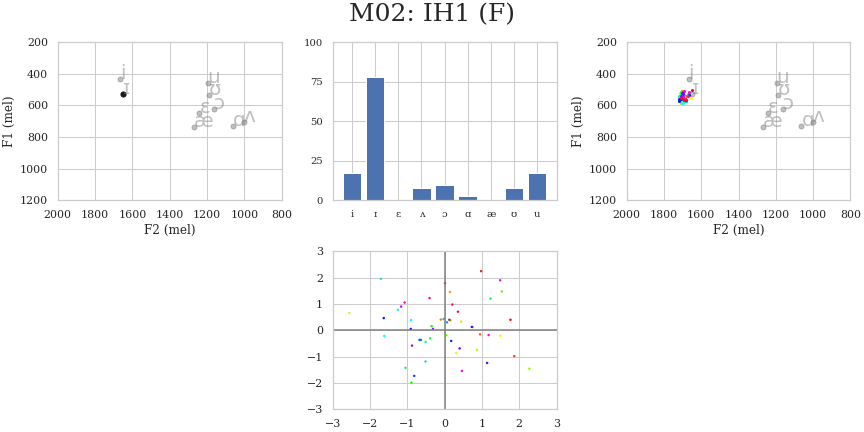 M02: IH1 (F)
200
400
600
800
1000
1200
F1 (mel)
i
ɪ
u
ʊ
ɔ
ɛ
æ
ɑ
ʌ
2000 1800 1600 1400 1200 1000 800
F2 (mel)
100
75
50
25
0
i ɪ ɛ ʌ ɔ ɑ æ ʊ u
200
400
600
800
1000
1200
F1 (mel)
i
ɪ
u
ʊ
ɔ
ɛ
æ
ɑ
ʌ
2000 1800 1600 1400 1200 1000 800
F2 (mel)
3
2
1
0
−1
−2
−3
−3 −2 −1 0 1 2 3